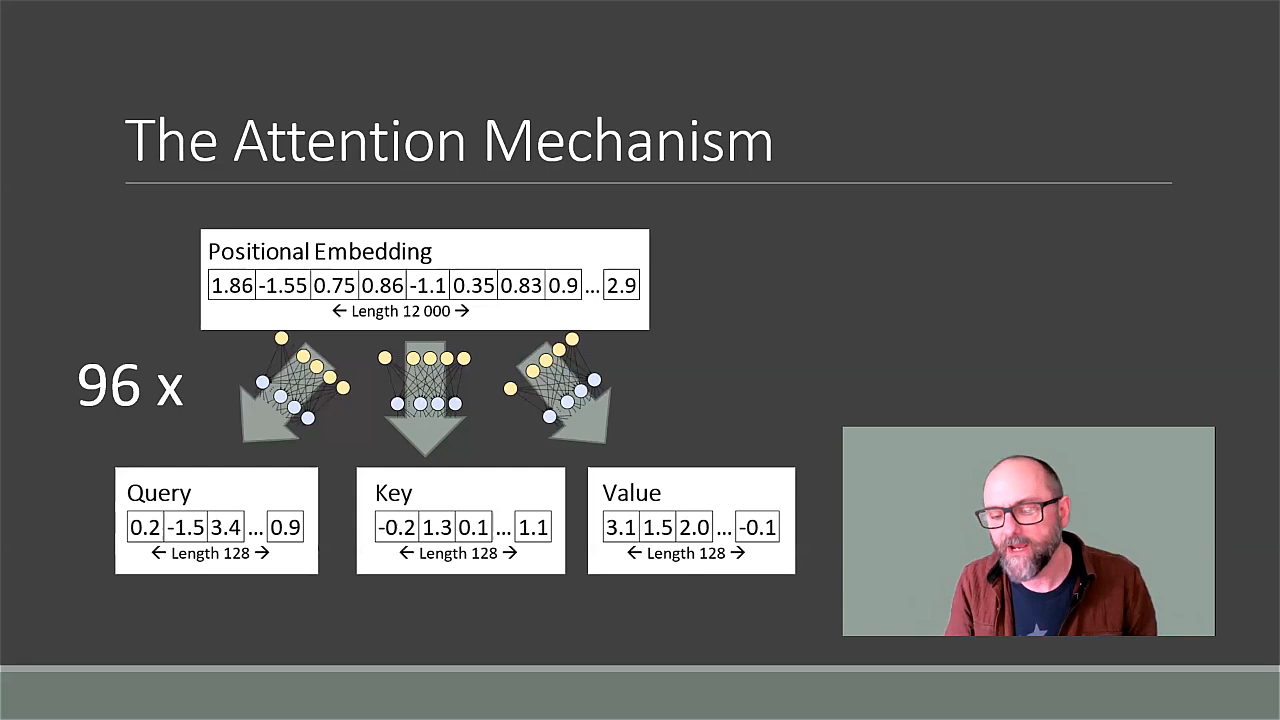 The Attention Mechanism
Positional Embedding
1.86 -1.55 0.75 0.86 -1.1 0.35 0.83 0.9 ... 2.9
← Length 12 000 →
96 x
Query
0.2 -1.5 3.4 ... 0.9
← Length 128 →
Key
-0.2 1.3 0.1 ... 1.1
← Length 128 →
Value
3.1 1.5 2.0 ... -0.1
← Length 128 →